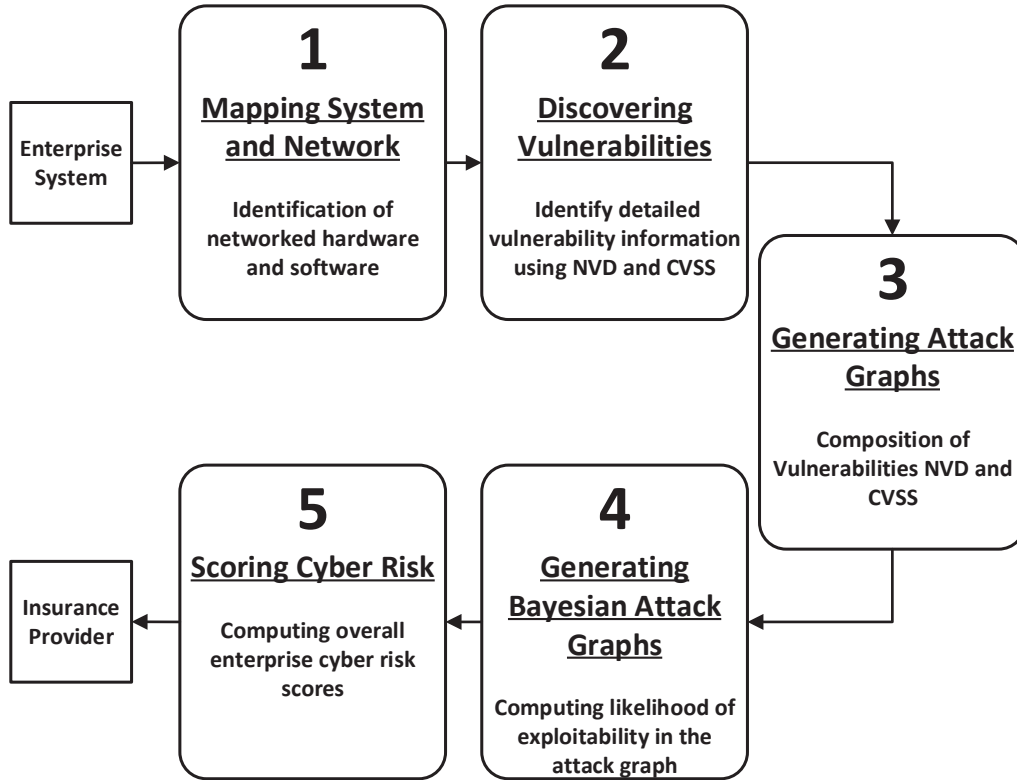 Enterprise
System
1
Mapping System
and Network
Identification of
networked hardware
and software
2
Discovering
Vulnerabilities
Identify detailed
vulnerability information
using NVD and CVSS
3
Generating Attack
Graphs
Composition of
Vulnerabilities NVD and
CVSS
4
Generating
Bayesian Attack
Graphs
Computing likelihood of
exploitability in the
attack graph
5
Scoring Cyber Risk
Computing overall
enterprise cyber risk
scores
Insurance
Provider